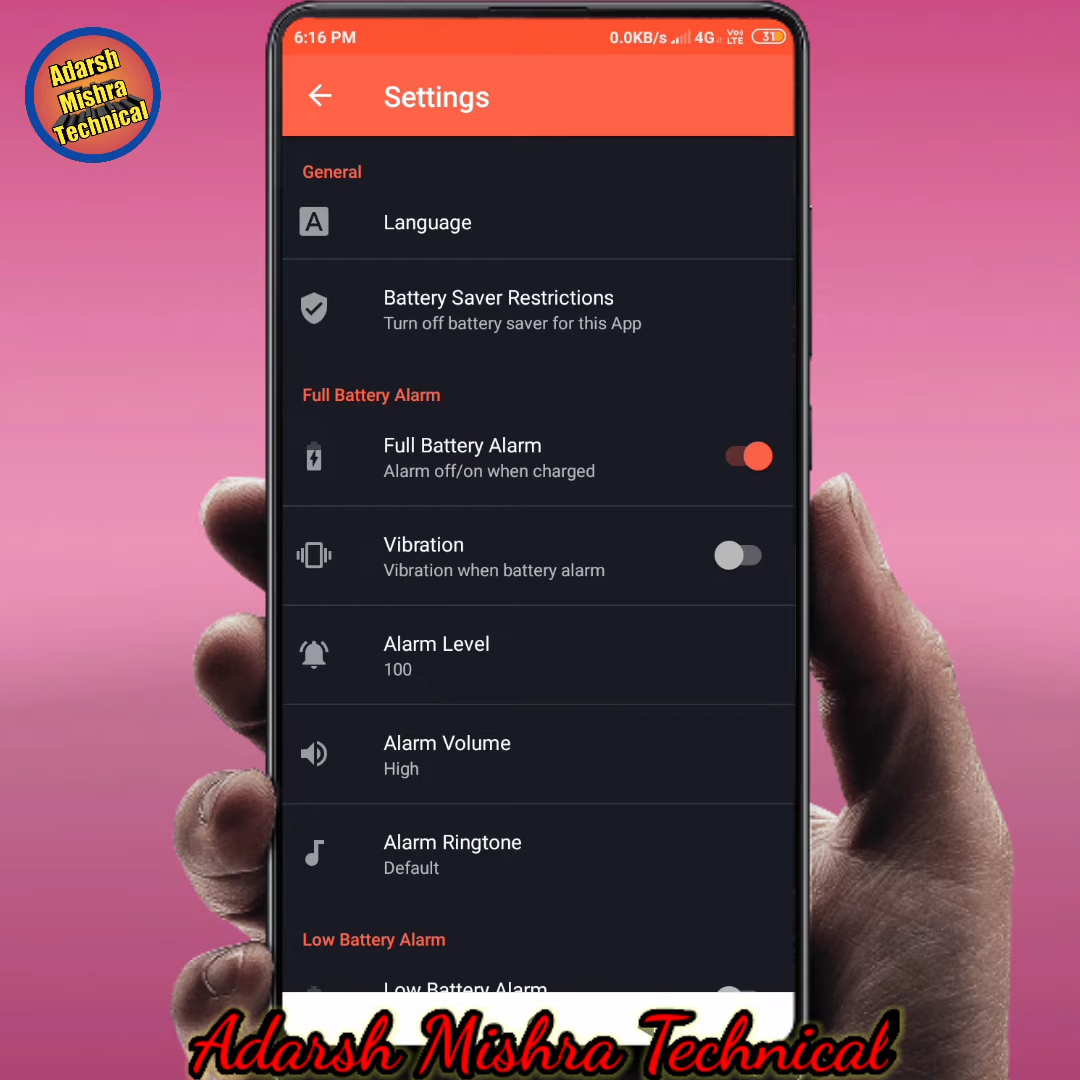 Adarsh
Mishra
Technical
6:16 PM
0.0KB/s 4G Vo) LTE 31
Settings
General
A
Language
Battery Saver Restrictions
Turn off battery saver for this App
Full Battery Alarm
Full Battery Alarm
Alarm off/on when charged
Vibration
Vibration when battery alarm
Alarm Level
100
Alarm Volume
High
Alarm Ringtone
Default
Low Battery Alarm
Low Battery Alarm
Adarsh Mishra Technical